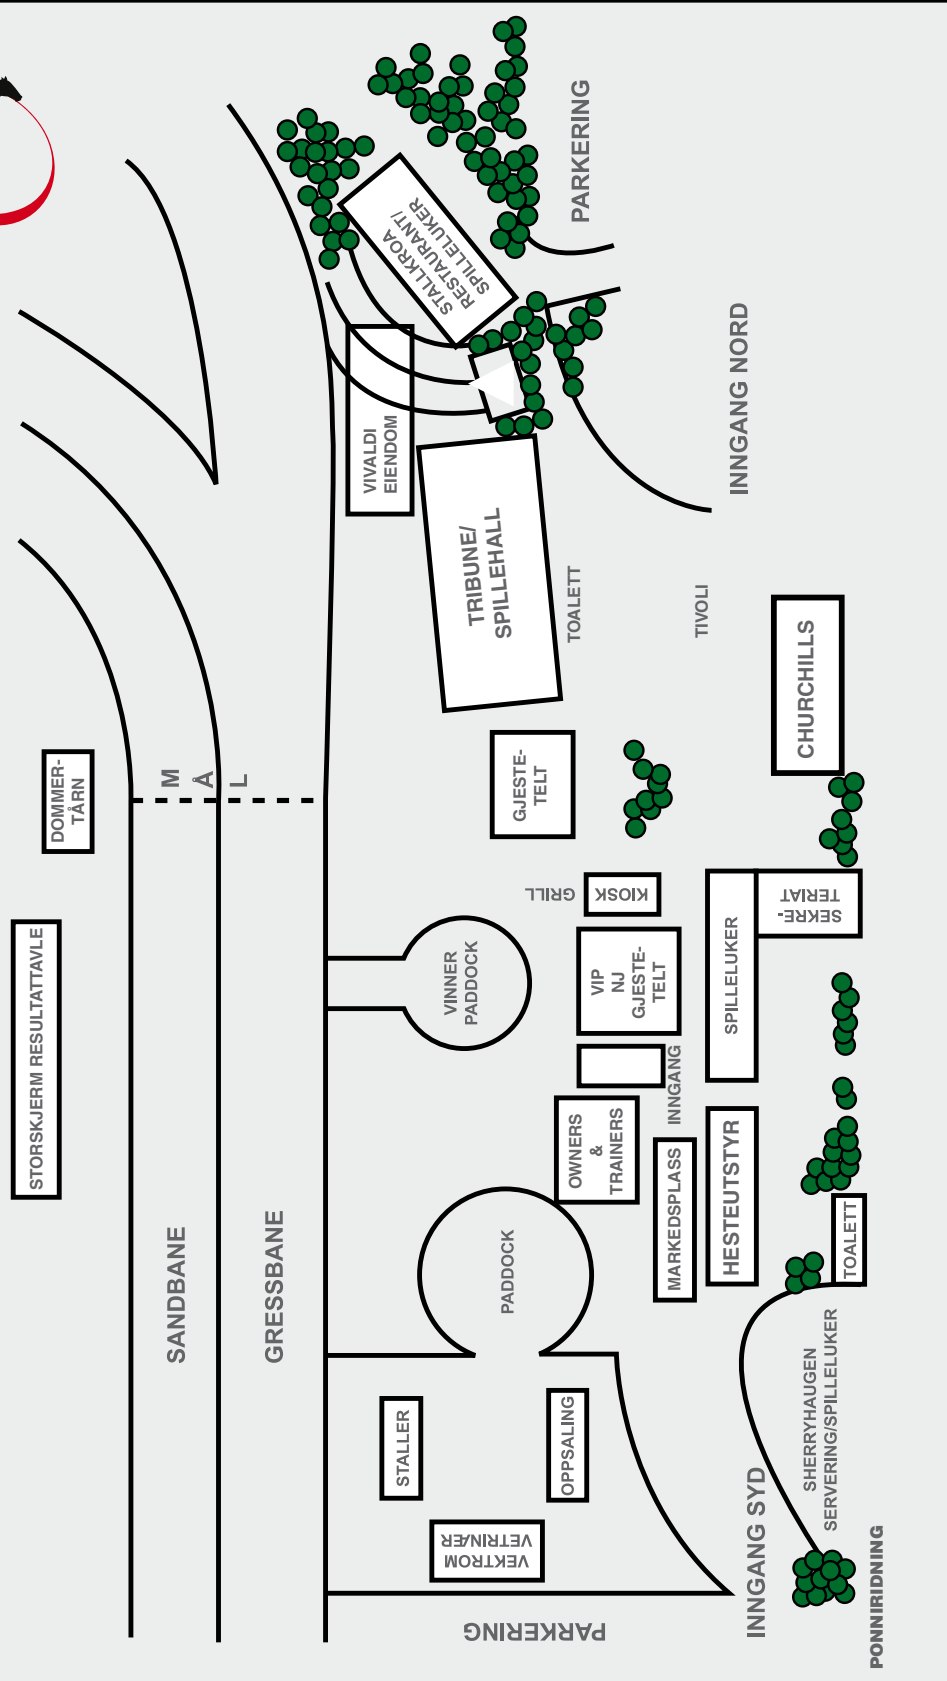 STORSKJERM RESULTATTAVLE
DOMMER-
TÅRN
M
Å
L
SANDBANE
GRESSBANE
VIVALDI
EIENDOM
STALLKROA
RESTAURANT/
SPILLELUKER
PARKERING
INNGANG NORD
TRIBUNE/
SPILLEHALL
TOALETT
TIVOLI
CHURCHILLS
GJESTE-
TELT
GRILL
KIOSK
VINNER
PADDOCK
VIP
NJ
GJESTE-
TELT
SPILLELUKER
SEKRE-
TERIAT
INNGANG
OWNERS
&
TRAINERS
PADDOCK
MARKEDSPLASS
HESTEUTSTYR
TOALETT
STALLER
OPPSALING
VEKTROM
VETRINÆR
SHERRYHAUGEN
SERVERING/SPILLELUKER
INNGANG SYD
PARKERING
PONNIRIDNING